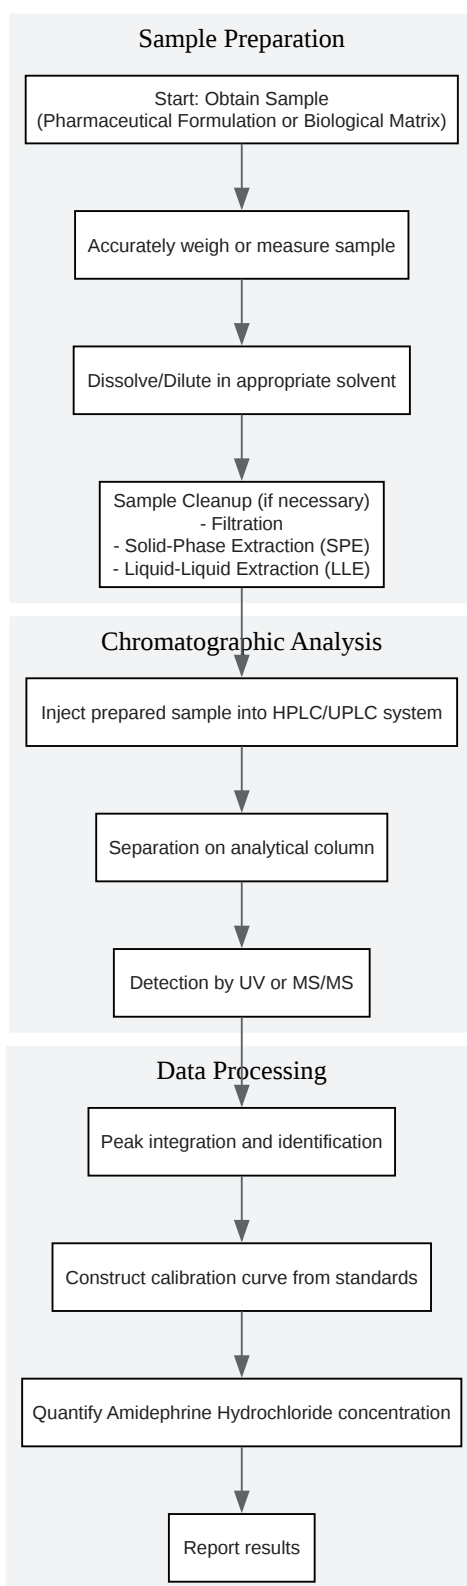 Sample Preparation
Start: Obtain Sample
(Pharmaceutical Formulation or Biological Matrix)
Accurately weigh or measure sample
Dissolve/Dilute in appropriate solvent
Sample Cleanup (if necessary)
- Filtration
- Solid-Phase Extraction (SPE)
- Liquid-Liquid Extraction (LLE)
Chromatographic Analysis
Inject prepared sample into HPLC/UPLC system
Separation on analytical column
Detection by UV or MS/MS
Data Processing
Peak integration and identification
Construct calibration curve from standards
Quantify Amidephrine Hydrochloride concentration
Report results